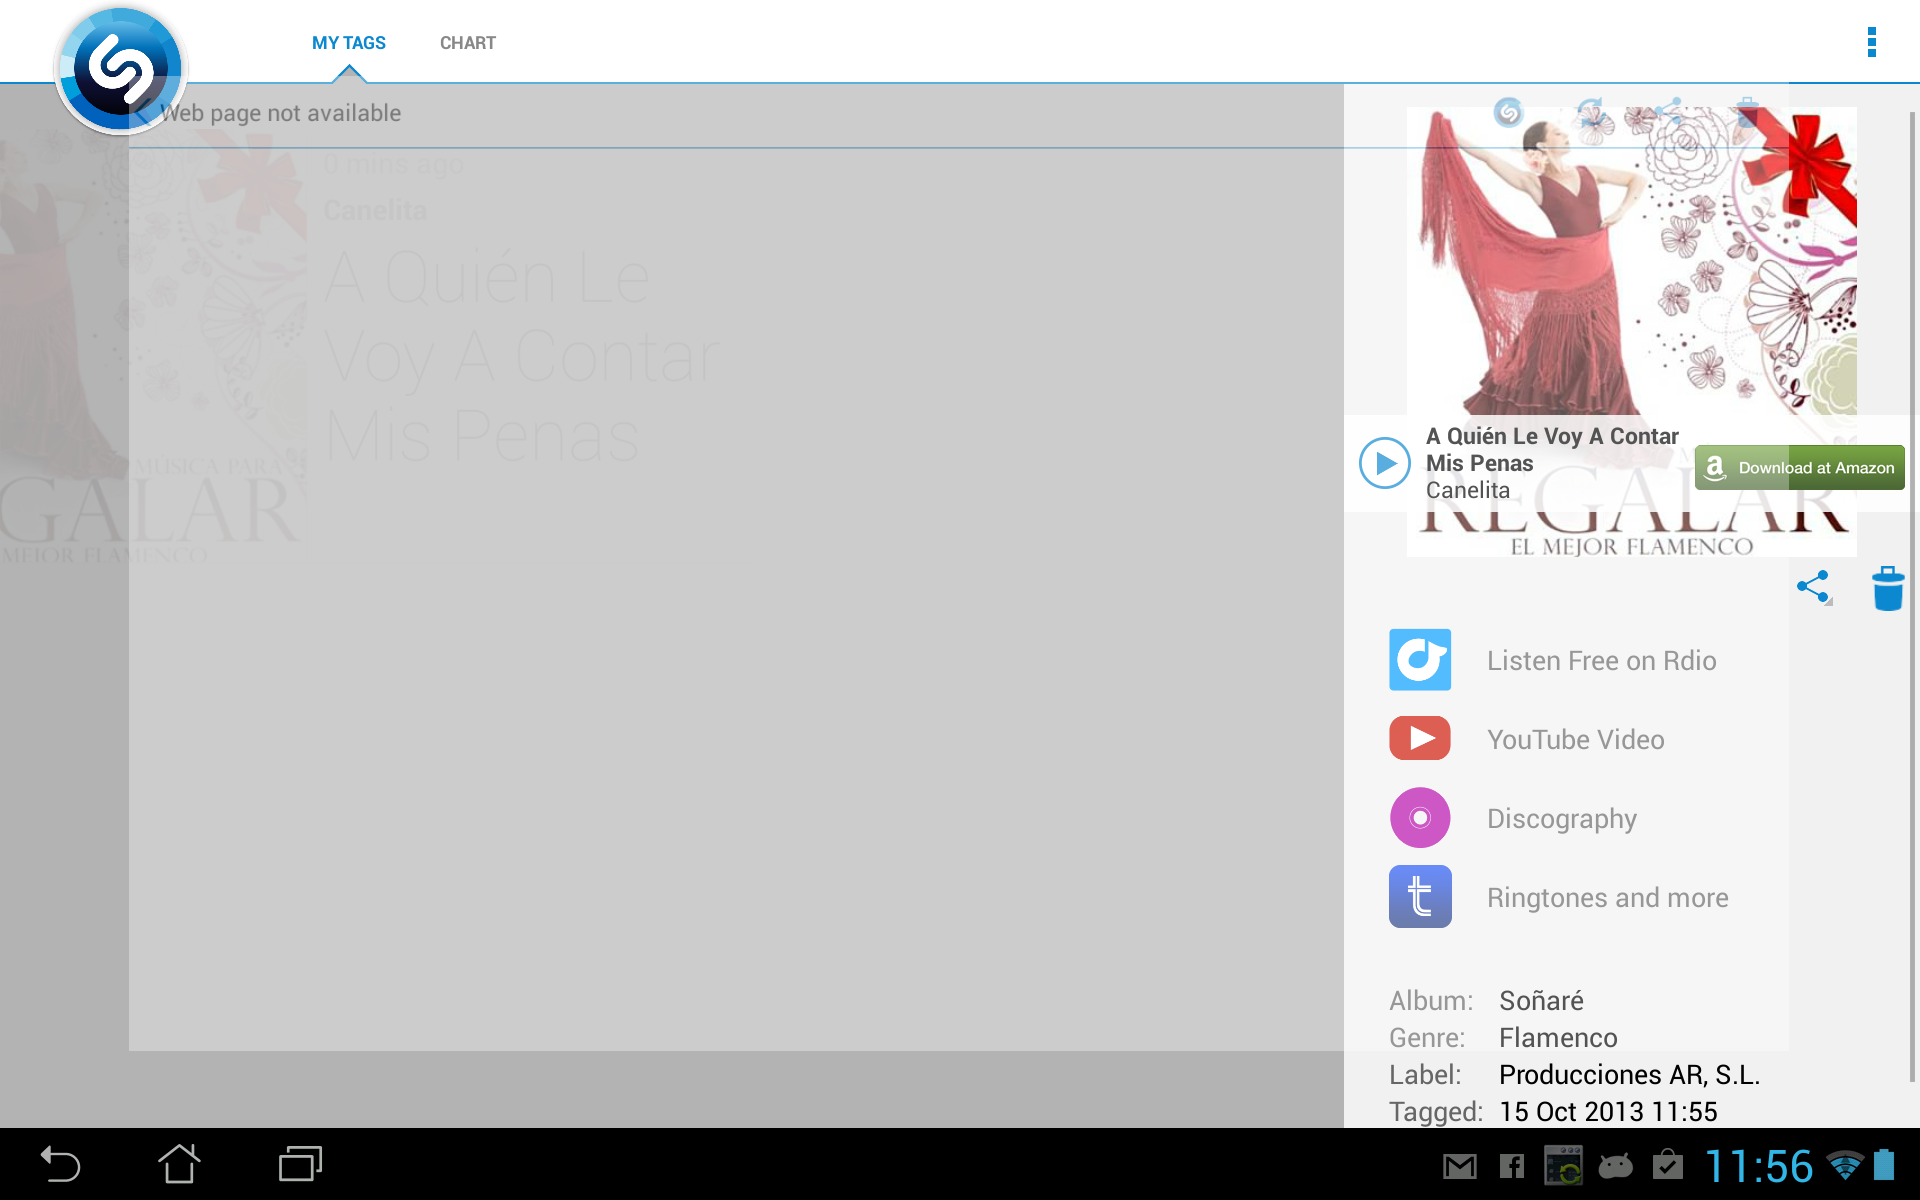 MY TAGS
CHART
Web page not available
0 mins ago
Canelita
A Quién Le
Voy A Contar
Mis Penas
MÚSICA PARA
EGALAR
MEJOR FLAMENCO
A Quién Le Voy A Contar
Mis Penas
Canelita
Download at Amazon
REGALAR
EL MEJOR FLAMENCO
Listen Free on Rdio
YouTube Video
Discography
Ringtones and more
Album: Soñaré
Genre: Flamenco
Label: Producciones AR, S.L.
Tagged: 15 Oct 2013 11:55
11:56